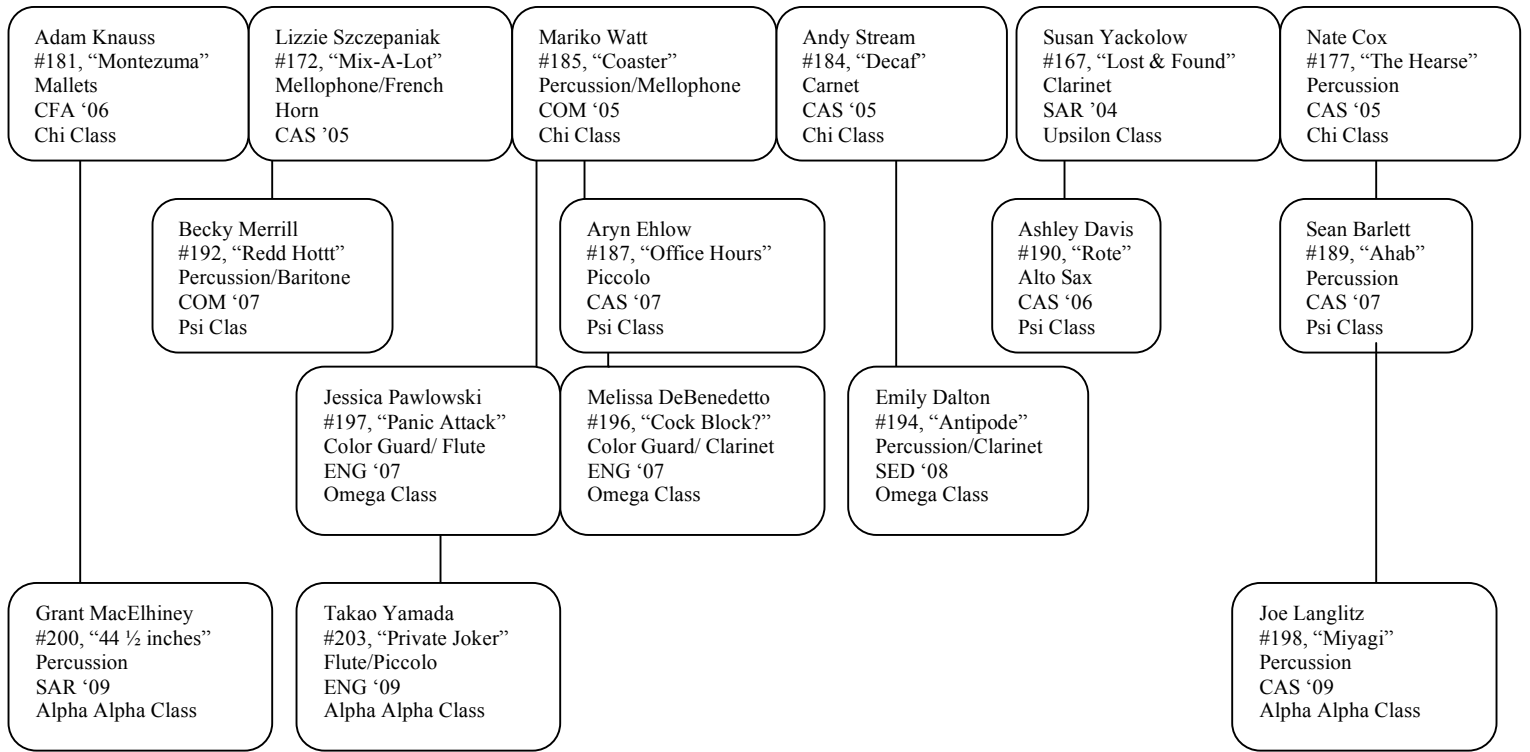 Adam Knauss
#181, “Montezuma”
Mallets
CFA ‘06
Chi Class
Lizzie Szczepaniak
#172, “Mix-A-Lot”
Mellophone/French
Horn
CAS ’05
Mariko Watt
#185, “Coaster”
Percussion/Mellophone
COM ‘05
Chi Class
Andy Stream
#184, “Decaf”
Carnet
CAS ‘05
Chi Class
Susan Yackolow
#167, “Lost & Found”
Clarinet
SAR ’04
Upsilon Class
Nate Cox
#177, “The Hearse”
Percussion
CAS ‘05
Chi Class
Becky Merrill
#192, “Redd Hottt”
Percussion/Baritone
COM ‘07
Psi Clas
Aryn Ehlow
#187, “Office Hours”
Piccolo
CAS ‘07
Psi Class
Ashley Davis
#190, “Rote”
Alto Sax
CAS ‘06
Psi Class
Sean Barlett
#189, “Ahab”
Percussion
CAS ‘07
Psi Class
Jessica Pawlowski
#197, “Panic Attack”
Color Guard/ Flute
ENG ‘07
Omega Class
Melissa DeBenedetto
#196, “Cock Block?”
Color Guard/ Clarinet
ENG ‘07
Omega Class
Emily Dalton
#194, “Antipode”
Percussion/Clarinet
SED ‘08
Omega Class
Grant MacElhiney
#200, “44 ½ inches”
Percussion
SAR ‘09
Alpha Alpha Class
Takao Yamada
#203, “Private Joker”
Flute/Piccolo
ENG ‘09
Alpha Alpha Class
Joe Langlitz
#198, “Miyagi”
Percussion
CAS ‘09
Alpha Alpha Class